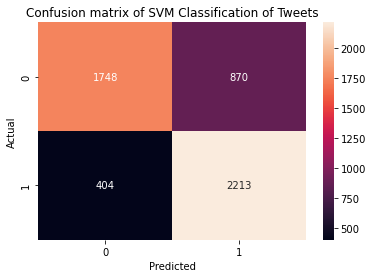 Confusion matrix of SVM Classification of Tweets
0 1748 870
1 404 2213
0 1
Actual
Predicted
2000
1750
1500
1250
1000
750
500